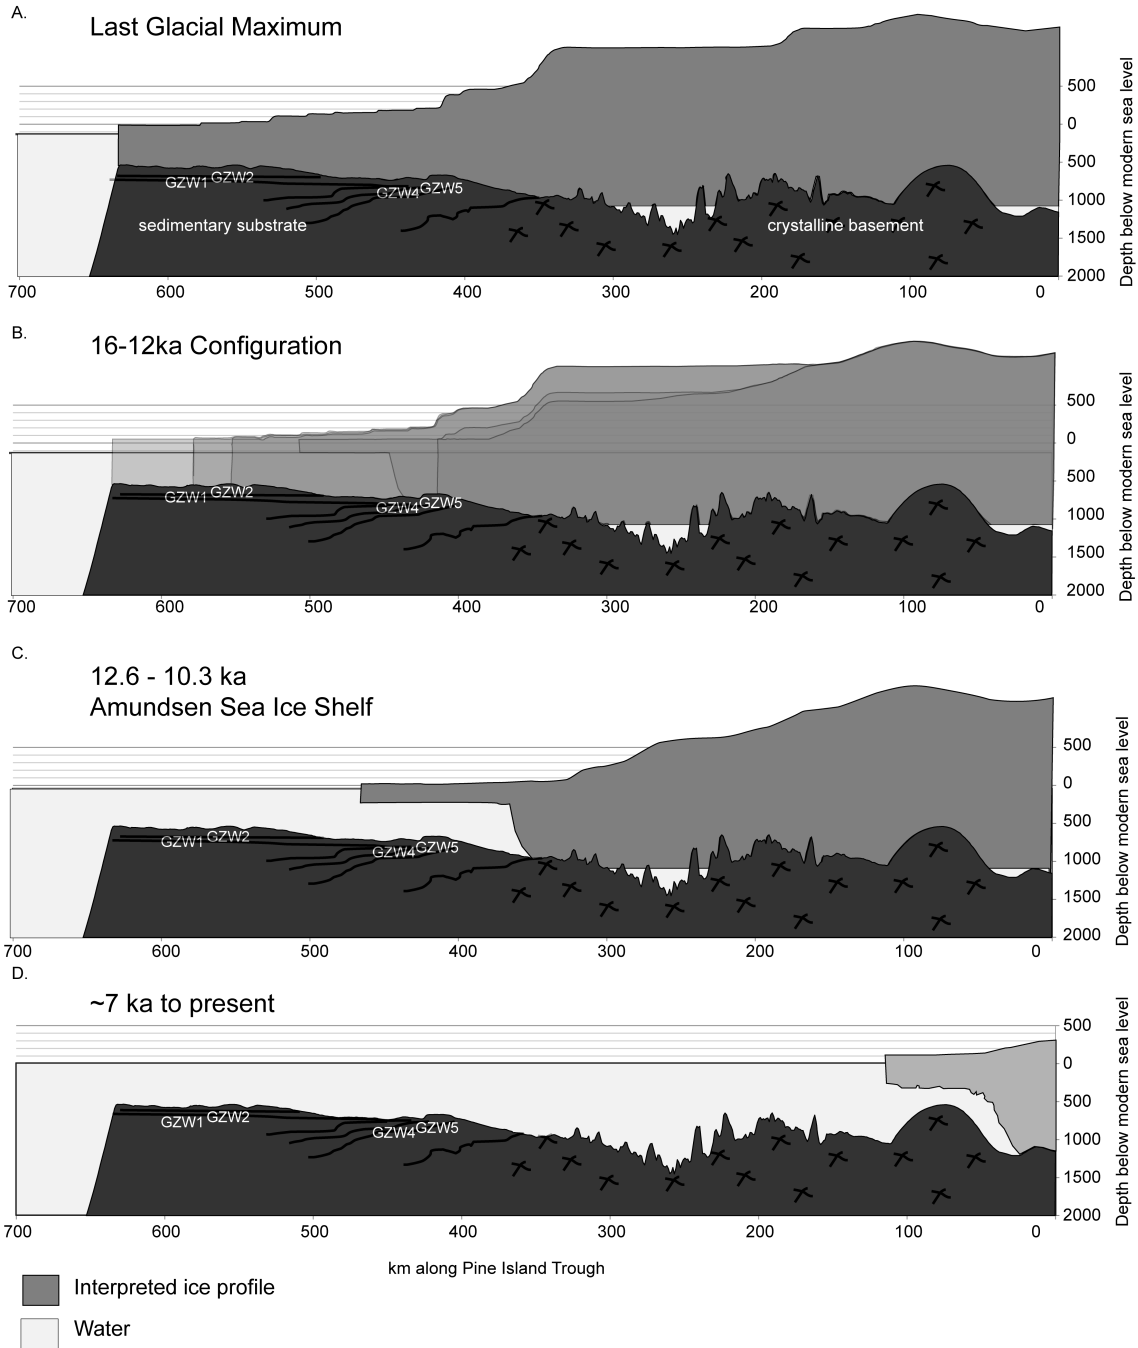 A.
Last Glacial Maximum
500
0
500
1000
1500
2000
Depth below modern sea level
GZW1
GZW2
GZW4
GZW5
sedimentary substrate
crystalline basement
700
600
500
400
300
200
100
0
B.
16-12ka Configuration
500
0
500
1000
1500
2000
Depth below modern sea level
GZW1
GZW2
GZW4
GZW5
700
600
500
400
300
200
100
0
C.
12.6 - 10.3 ka
Amundsen Sea Ice Shelf
500
0
500
1000
1500
2000
Depth below modern sea level
GZW1
GZW2
GZW4
GZW5
700
600
500
400
300
200
100
0
D.
~7 ka to present
500
0
500
1000
1500
2000
Depth below modern sea level
GZW1
GZW2
GZW4
GZW5
700
600
500
400
300
200
100
0
km along Pine Island Trough
Interpreted ice profile
Water